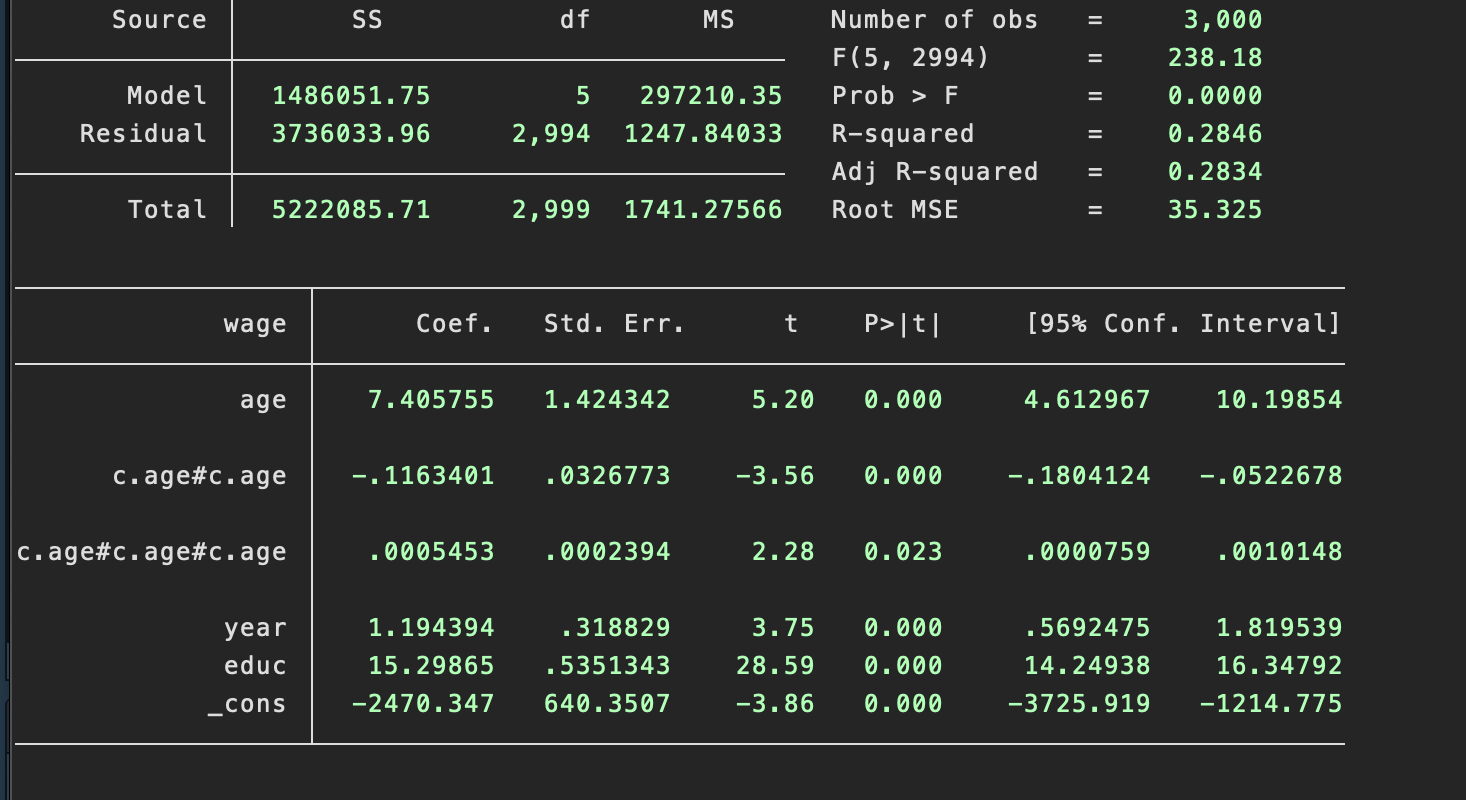 Source SS df MS Number of obs = 3,000
F(5, 2994) = 238.18
Model 1486051.75 5 297210.35 Prob > F = 0.0000
Residual 3736033.96 2,994 1247.84033 R-squared = 0.2846
Adj R-squared = 0.2834
Total 5222085.71 2,999 1741.27566 Root MSE = 35.325
wage Coef. Std. Err. t P>|t| [95% Conf. Interval]
age 7.405755 1.424342 5.20 0.000 4.612967 10.19854
c.age#c.age -.1163401 .0326773 -3.56 0.000 -.1804124 -.0522678
c.age#c.age#c.age .0005453 .0002394 2.28 0.023 .0000759 .0010148
year 1.194394 .318829 3.75 0.000 .5692475 1.819539
educ 15.29865 .5351343 28.59 0.000 14.24938 16.34792
_cons -2470.347 640.3507 -3.86 0.000 -3725.919 -1214.775